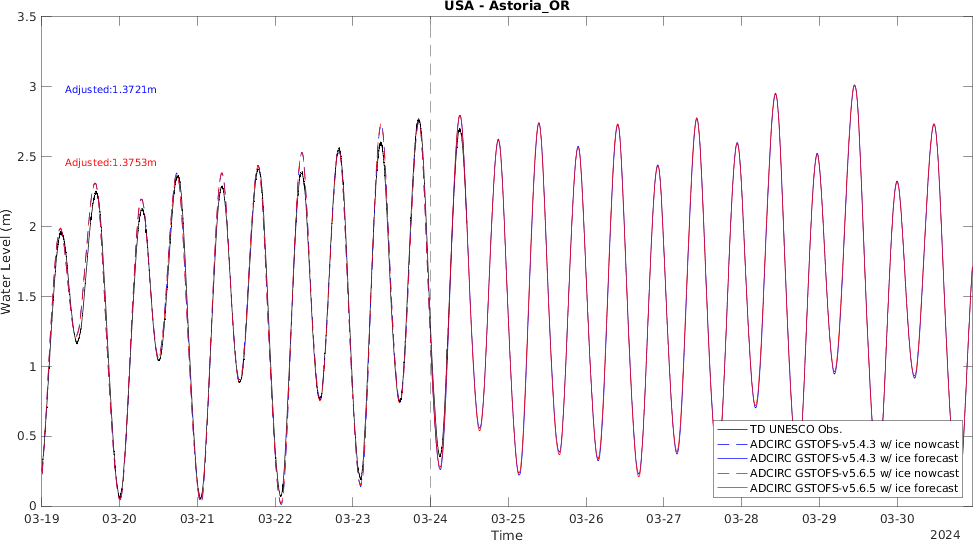 USA - Astoria_OR
3.5
3
2.5
2
1.5
1
0.5
0
Water Level (m)
Adjusted:1.3721m
Adjusted:1.3753m
TD UNESCO Obs.
ADCIRC GSTOFS-v5.4.3 w/ ice nowcast
ADCIRC GSTOFS-v5.4.3 w/ ice forecast
ADCIRC GSTOFS-v5.6.5 w/ ice nowcast
ADCIRC GSTOFS-v5.6.5 w/ ice forecast
03-19 03-20 03-21 03-22 03-23 03-24 03-25 03-26 03-27 03-28 03-29 03-30
Time
2024